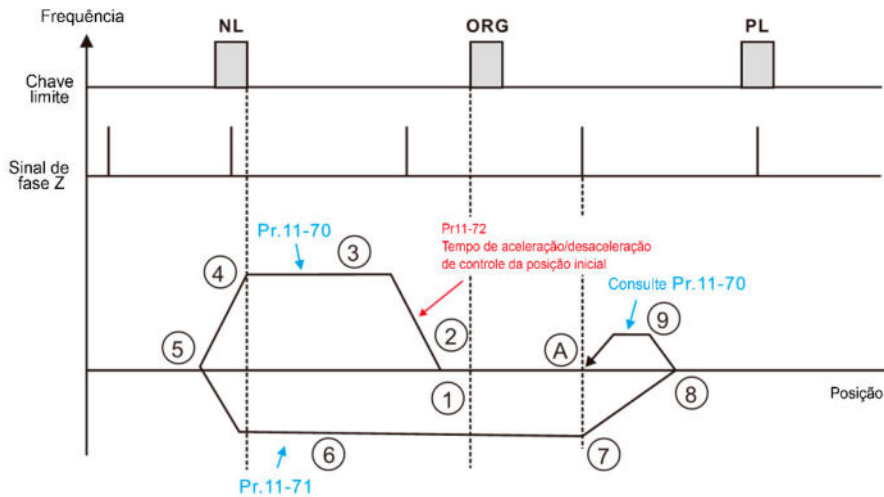 Frequência
NL
ORG
PL
Chave
limite
Sinal de
fase Z
Pr.11-70
3
Pr11-72
Tempo de aceleração/desaceleração
de controle da posição inicial
4
Consulte Pr.11-70
2
A
9
5
1
8
Posição
6
7
Pr.11-71